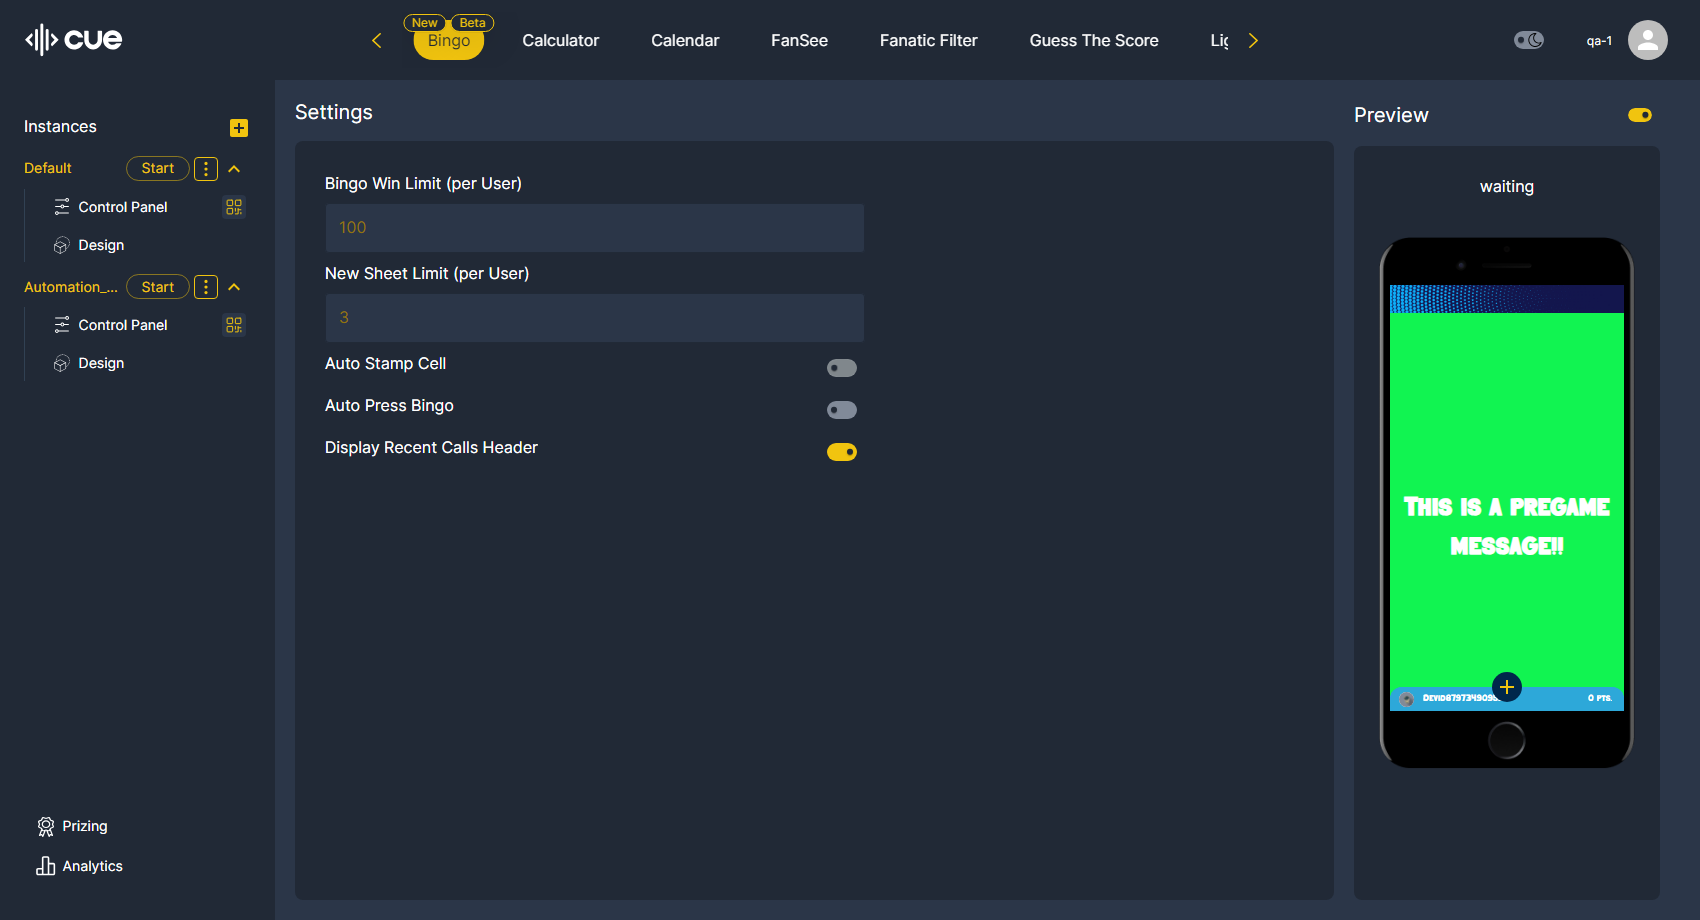 cue
New
Beta
Bingo
Calculator
Calendar
FanSee
Fanatic Filter
Guess The Score
qa-1
Instances
Default
Start
Control Panel
Design
Automation_...
Start
Control Panel
Design
Prizing
Analytics
Settings
Bingo Win Limit (per User)
100
New Sheet Limit (per User)
3
Auto Stamp Cell
Auto Press Bingo
Display Recent Calls Header
Preview
waiting
This is a pregame
message!!
0 pts.